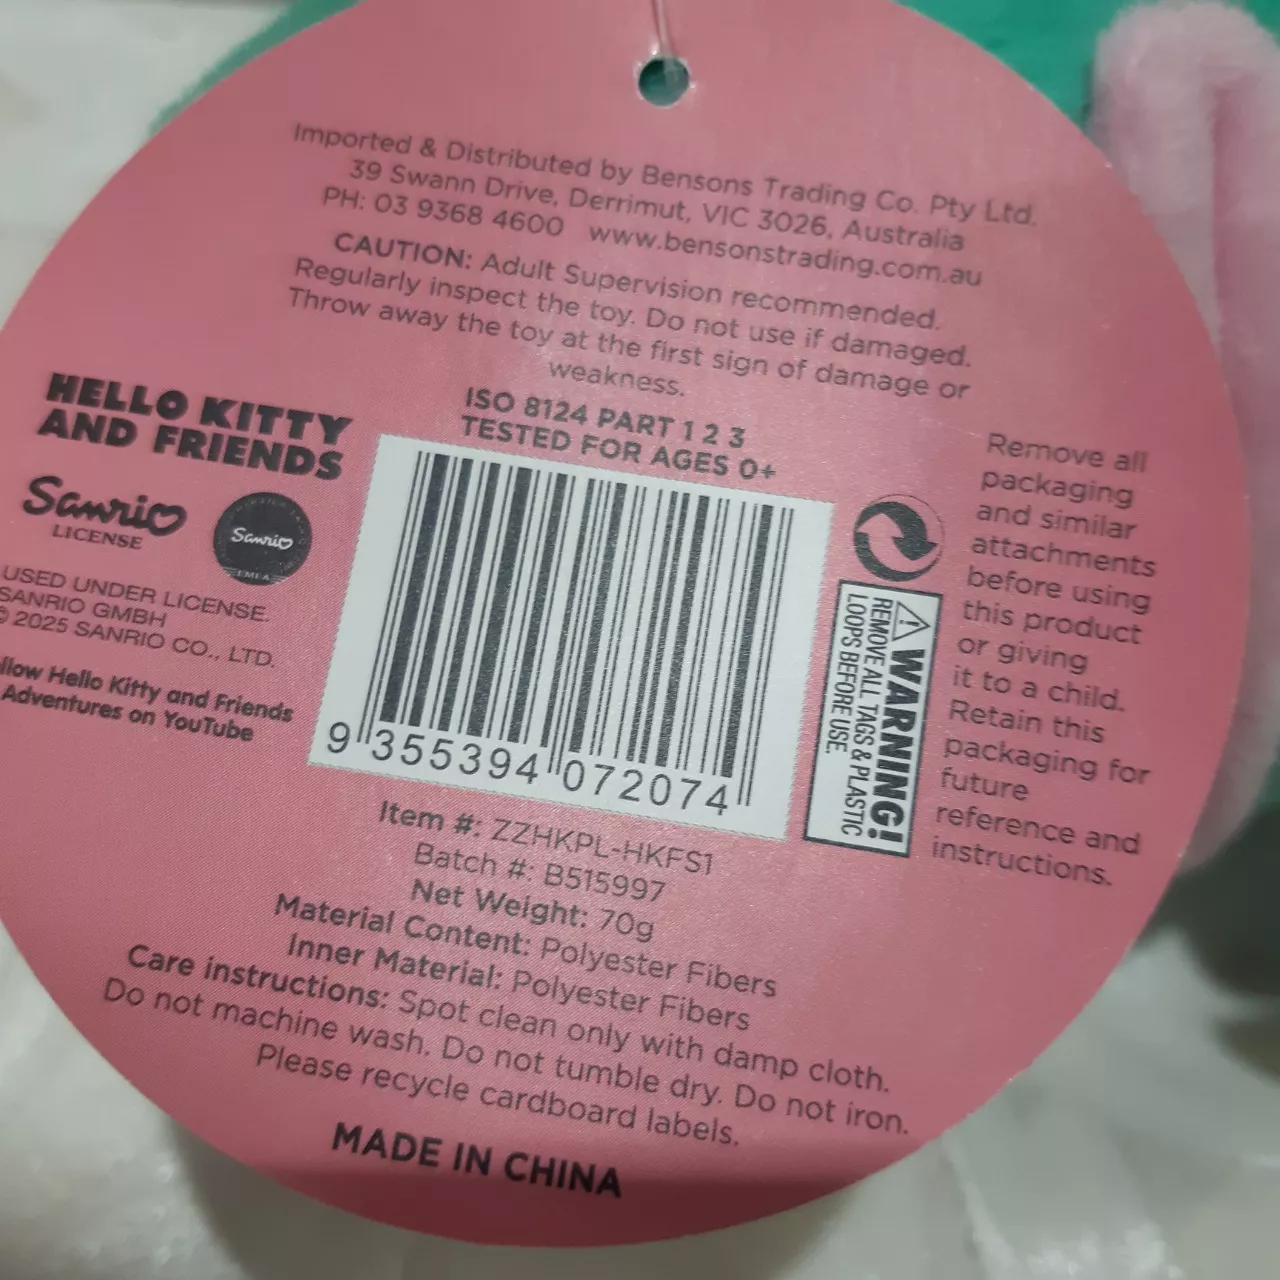 Imported & Distributed by Bensons Trading Co. Pty Ltd.
39 Swann Drive, Derrimut, VIC 3026, Australia
PH: 03 9368 4600 www.bensonstrading.com.au
CAUTION: Adult Supervision recommended.
Regularly inspect the toy. Do not use if damaged.
Throw away the toy at the first sign of damage or
weakness.
ISO 8124 PART 1 2 3
TESTED FOR AGES 0+
HELLO KITTY
AND FRIENDS
Sanrio
LICENSE
Sanrio
EMEA
USED UNDER LICENSE.
SANRIO GMBH
© 2025 SANRIO CO., LTD.
llow Hello Kitty and Friends
Adventures on YouTube
9 355394 072074
WARNING!
REMOVE ALL TAGS & PLASTIC
LOOPS BEFORE USE.
Remove all
packaging
and similar
attachments
before using
this product
or giving
it to a child.
Retain this
packaging for
future
reference and
instructions.
Item #: ZZHKPL-HKFS1
Batch #: B515997
Net Weight: 70g
Material Content: Polyester Fibers
Inner Material: Polyester Fibers
Care instructions: Spot clean only with damp cloth.
Do not machine wash. Do not tumble dry. Do not iron.
Please recycle cardboard labels.
MADE IN CHINA